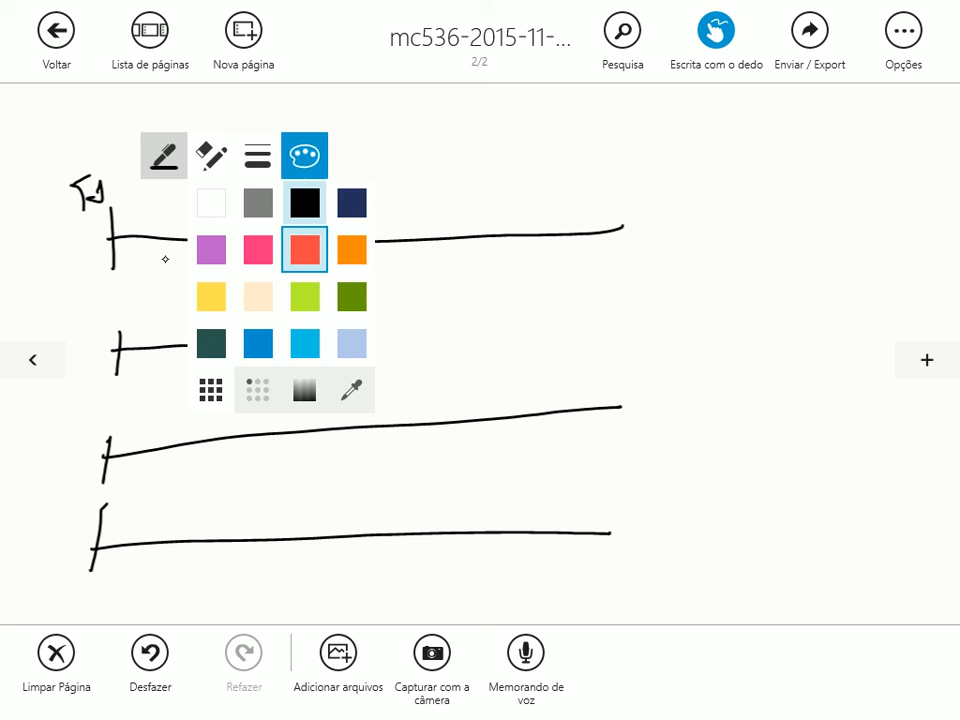 mc536-2015-11-...
2/2
Voltar
Lista de páginas
Nova página
Pesquisa
Escrita com o dedo
Enviar / Export
Opções
Limpar Página
Desfazer
Refazer
Adicionar arquivos
Capturar com a
câmera
Memorando de
voz